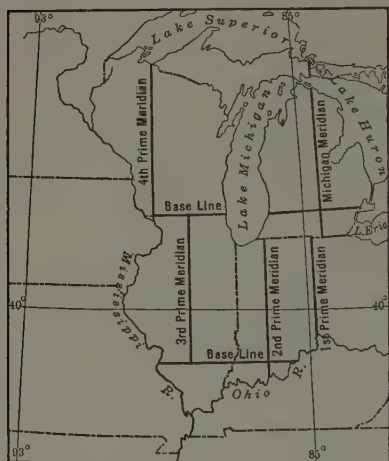 93°
85°
Lake Superior
4th Prime Meridian
Lake Michigan
Michigan Meridian
Lake Huron
Base Line
L. Erie
Mississippi
R.
3rd Prime Meridian
2nd Prime Meridian
1st Prime Meridian
40
40
Base Line
Ohio
R.
93°
85°